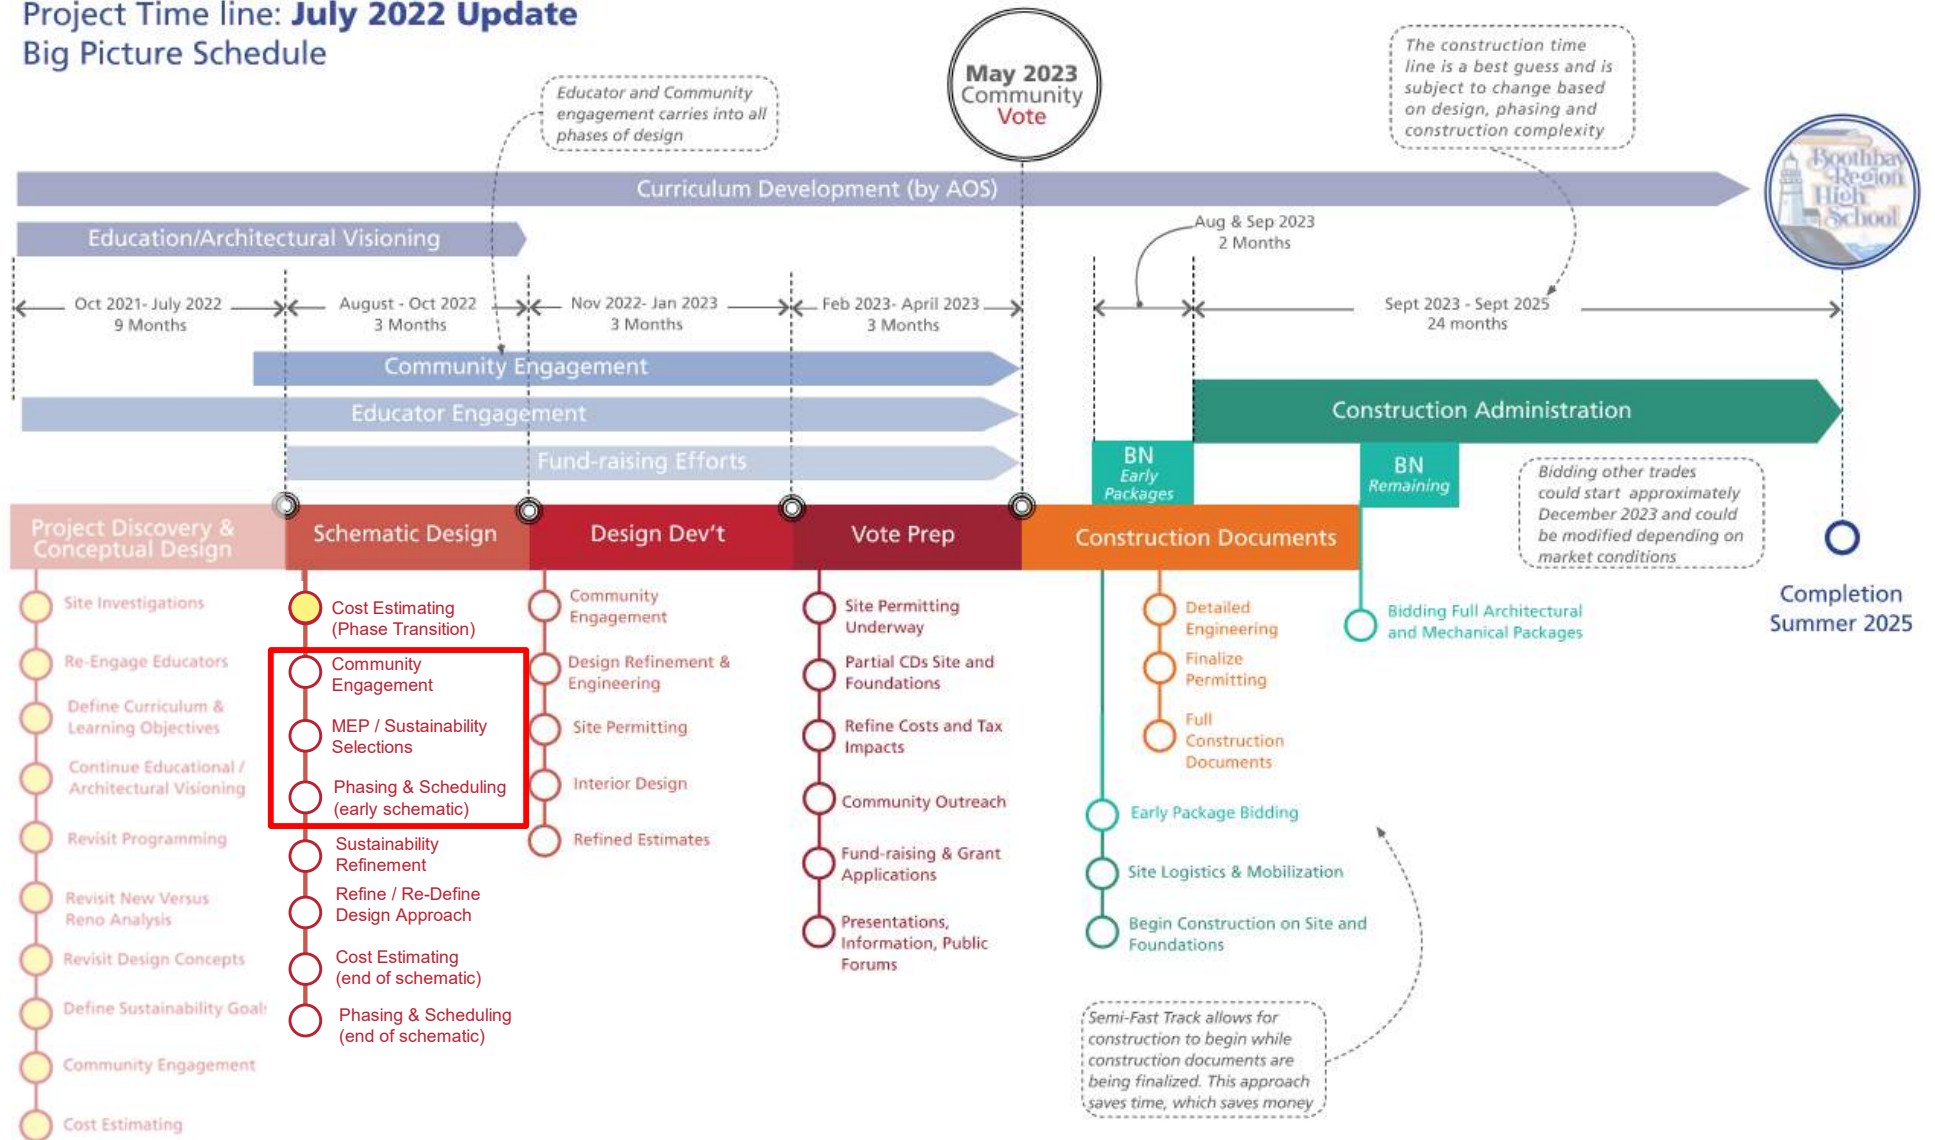 Project Time line: July 2022 Update
Big Picture Schedule
May 2023
Community
Vote
Educator and Community
engagement carries into all
phases of design
The construction time
line is a best guess and is
subject to change based
on design, phasing and
construction complexity
Boothbay
Region
High
School
Curriculum Development (by AOS)
Education/Architectural Visioning
Aug & Sep 2023
2 Months
Oct 2021- July 2022
9 Months
August - Oct 2022
3 Months
Nov 2022- Jan 2023
3 Months
Feb 2023- April 2023
3 Months
Sept 2023 - Sept 2025
24 months
Community Engagement
Educator Engagement
Fund-raising Efforts
Construction Administration
BN
Early
Packages
BN
Remaining
Bidding other trades
could start approximately
December 2023 and could
be modified depending on
market conditions
Completion
Summer 2025
Project Discovery &
Conceptual Design
Schematic Design
Design Dev't
Vote Prep
Construction Documents
Site Investigations
Re-Engage Educators
Define Curriculum &
Learning Objectives
Continue Educational /
Architectural Visioning
Revisit Programming
Revisit New Versus
Reno Analysis
Revisit Design Concepts
Define Sustainability Goals
Community Engagement
Cost Estimating
Cost Estimating
(Phase Transition)
Community
Engagement
MEP / Sustainability
Selections
Phasing & Scheduling
(early schematic)
Sustainability
Refinement
Refine / Re-Define
Design Approach
Cost Estimating
(end of schematic)
Phasing & Scheduling
(end of schematic)
Community
Engagement
Design Refinement &
Engineering
Site Permitting
Interior Design
Refined Estimates
Site Permitting
Underway
Partial CDs Site and
Foundations
Refine Costs and Tax
Impacts
Community Outreach
Fund-raising & Grant
Applications
Presentations,
Information, Public
Forums
Detailed
Engineering
Finalize
Permitting
Full
Construction
Documents
Early Package Bidding
Site Logistics & Mobilization
Begin Construction on Site and
Foundations
Bidding Full Architectural
and Mechanical Packages
Semi-Fast Track allows for
construction to begin while
construction documents are
being finalized. This approach
saves time, which saves money